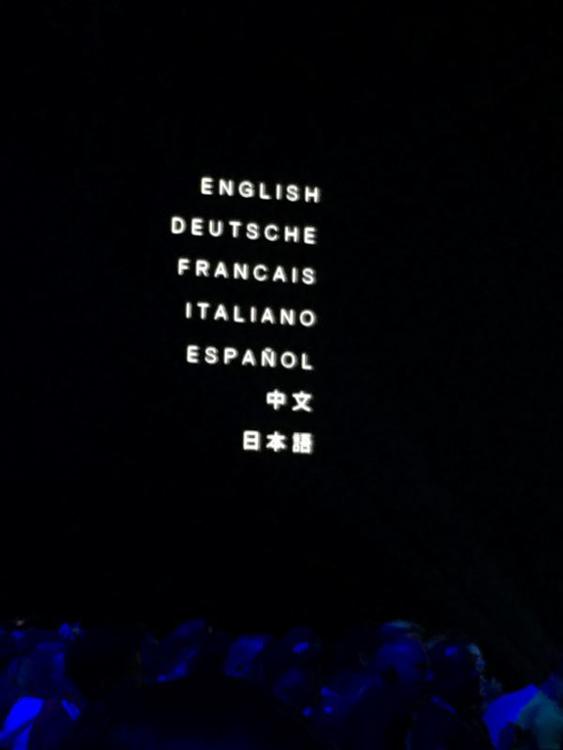 ENGLISH
DEUTSCHE
FRANCAIS
ITALIANO
ESPAÑOL
中文
日本語